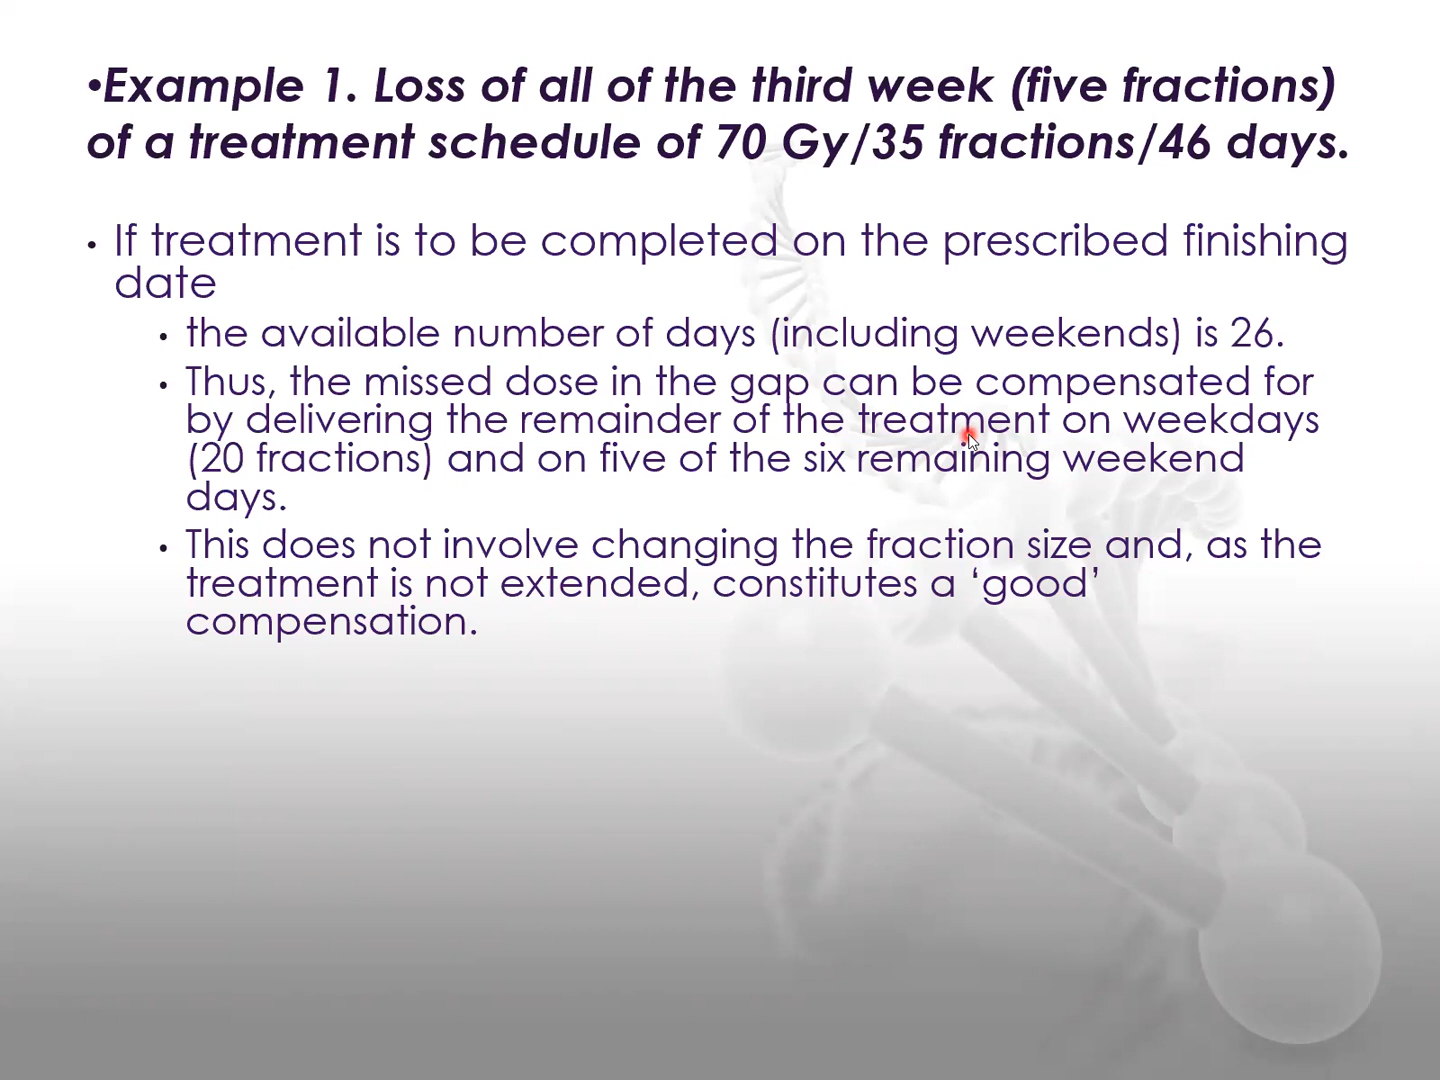 •Example 1. Loss of all of the third week (five fractions)
of a treatment schedule of 70 Gy/35 fractions/46 days.
• If treatment is to be completed on the prescribed finishing
date
• the available number of days (including weekends) is 26.
• Thus, the missed dose in the gap can be compensated for
by delivering the remainder of the treatment on weekdays
(20 fractions) and on five of the six remaining weekend
days.
• This does not involve changing the fraction size and, as the
treatment is not extended, constitutes a ‘good’
compensation.